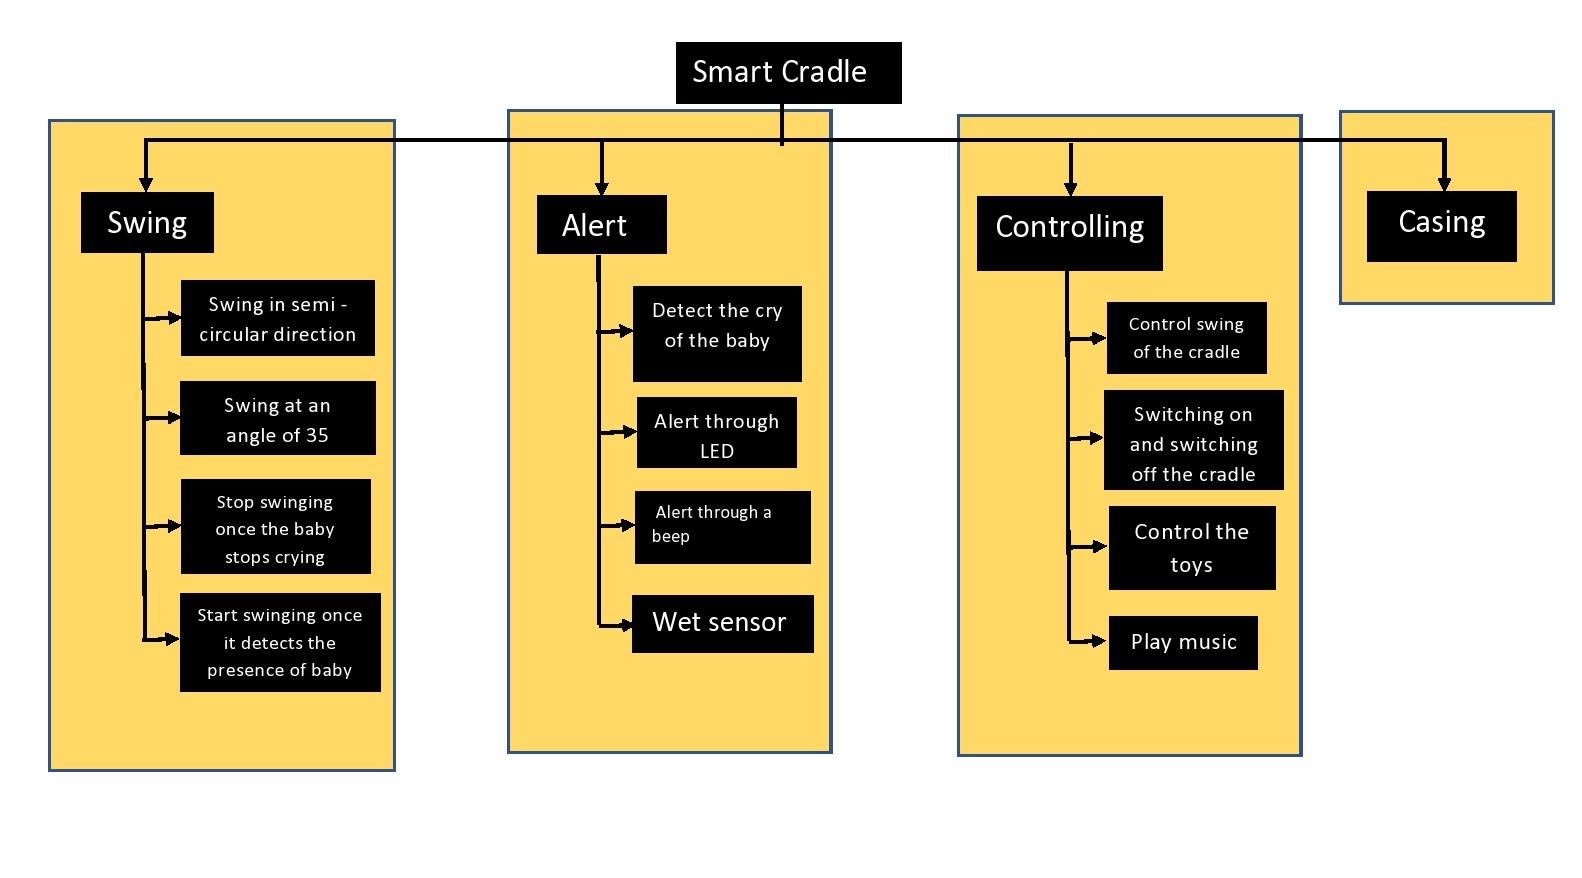 Smart Cradle
Swing
Swing in semi -
circular direction
Swing at an
angle of 35
Stop swinging
once the baby
stops crying
Start swinging once
it detects the
presence of baby
Alert
Detect the cry
of the baby
Alert through
LED
Alert through a
beep
Wet sensor
Controlling
Control swing
of the cradle
Switching on
and switching
off the cradle
Control the
toys
Play music
Casing